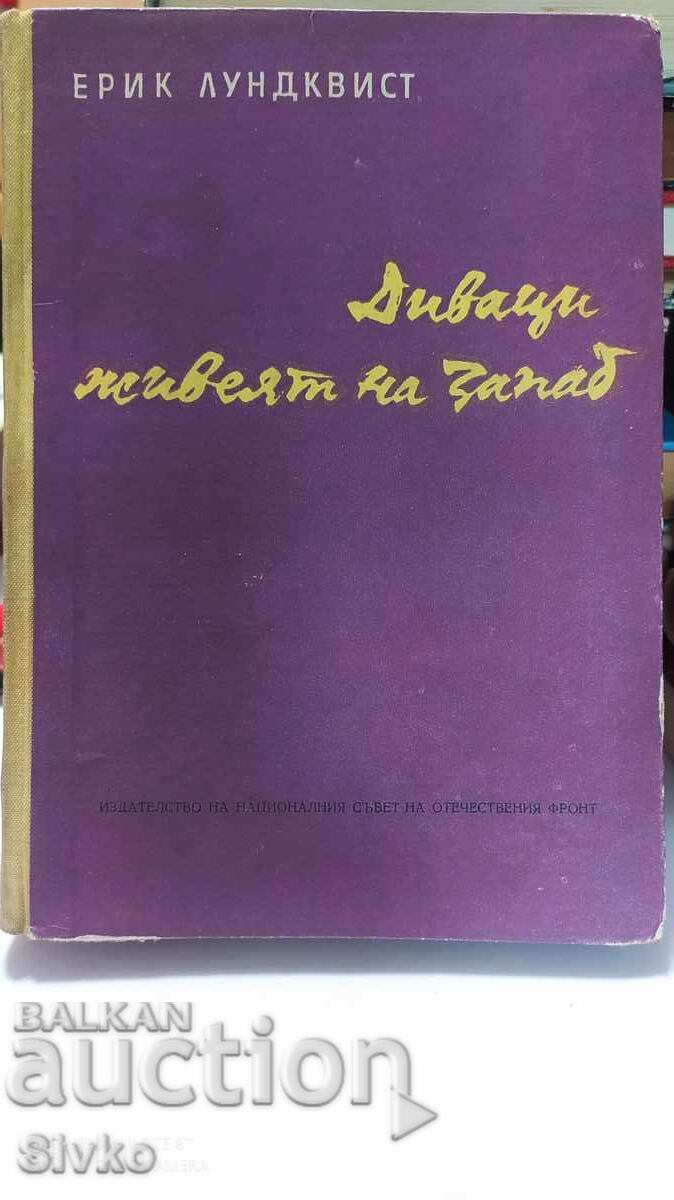 ЕРИК ЛУНДКВИСТ
Диваци
живеят на запад
ИЗДАТЕЛСТВО НА НАЦИОНАЛНИЯ СЪВЕТ НА ОТЕЧЕСТВЕНИЯ ФРОНТ
BALKAN
auction
Sivko